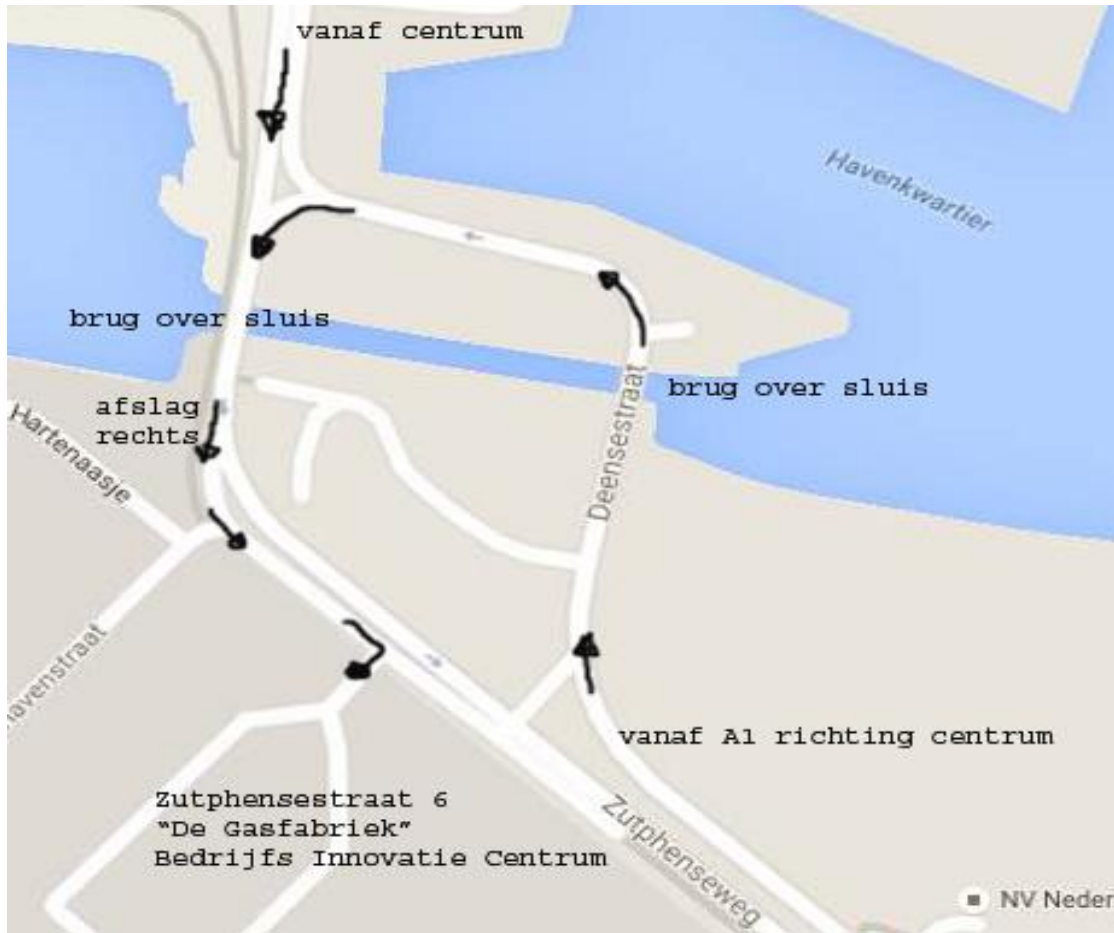 vanaf centrum
Havenkwartier
brug over sluis
brug over sluis
afslag
rechts
Hartenaasje
Deensestraat
havenstraat
vanaf A1 richting centrum
Zutphensestraat 6
“De Gasfabriek”
Bedrijfs Innovatie Centrum
Zutphenseweg
NV Neder